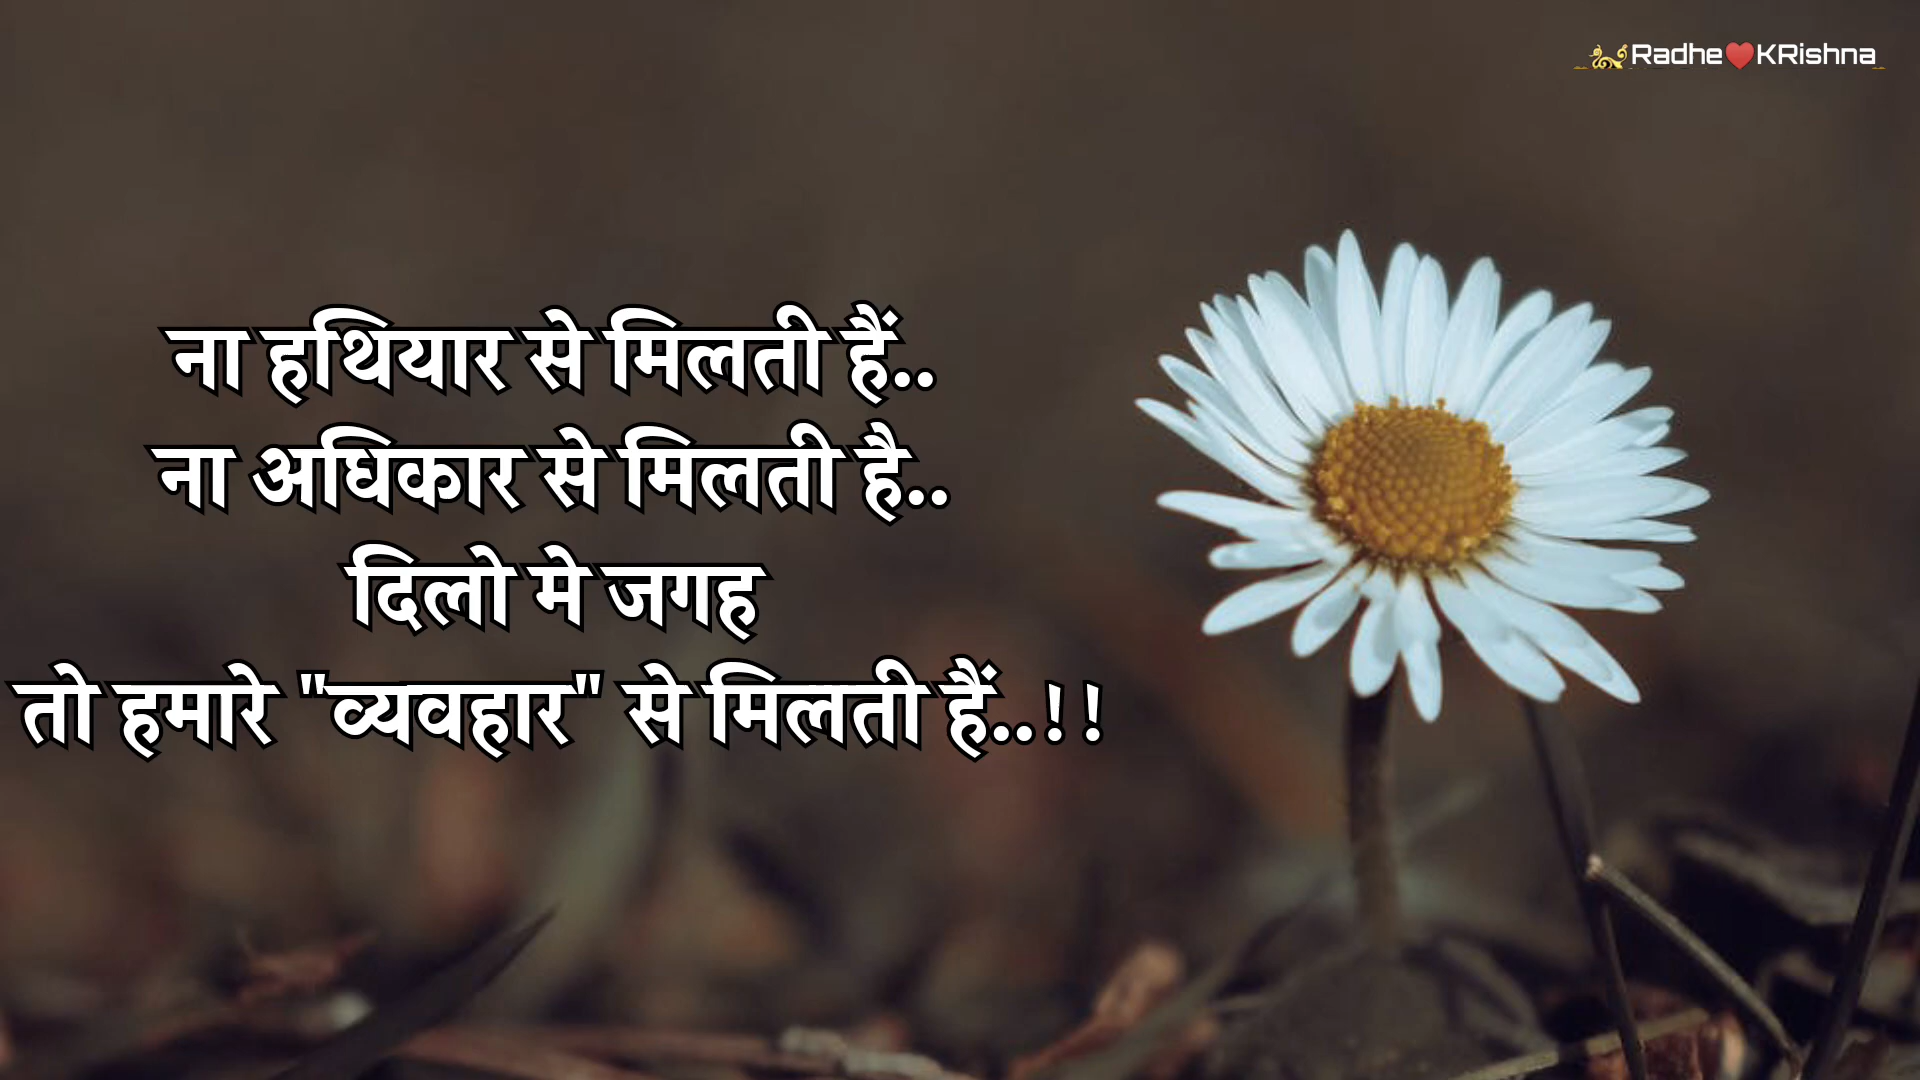 Radhe❤️KRishna
ना हथियार से मिलती हैं..
ना अधिकार से मिलती है..
दिलो मे जगह
तो हमारे "व्यवहार" से मिलती हैं..!!